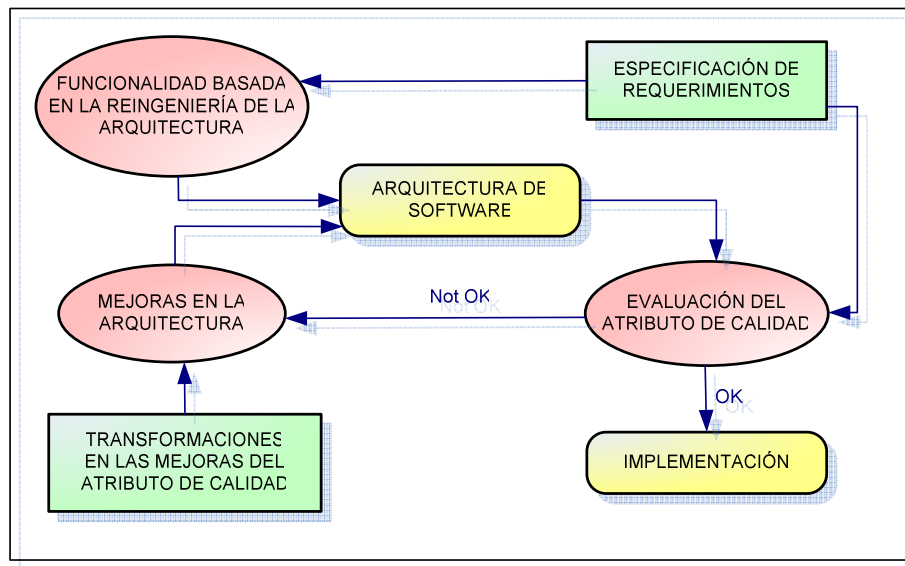 FUNCIONALIDAD BASADA
EN LA REINGENIERÍA DE LA
ARQUITECTURA
ESPECIFICACIÓN DE
REQUERIMIENTOS
ARQUITECTURA DE
SOFTWARE
MEJORAS EN LA
ARQUITECTURA
Not OK
EVALUACIÓN DEL
ATRIBUTO DE CALIDAD
OK
TRANSFORMACIONES
EN LAS MEJORAS DEL
ATRIBUTO DE CALIDAD
IMPLEMENTACIÓN